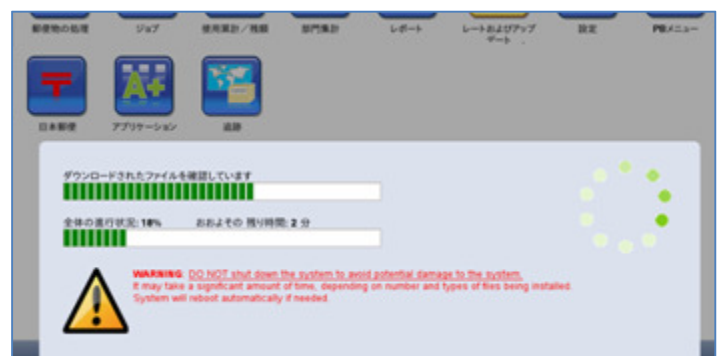 郵便物の処理
ジョブ
使用累計/残額
部門集計
レポート
レートおよびアップ
デート
設定
PBメニュー
日本郵便
アプリケーション
追跡
ダウンロードされたファイルを確認しています
全体の進行状況: 18% おおよその 残り時間: 2 分
WARNING: DO NOT shut down the system to avoid potential damage to the system.
It may take a significant amount of time, depending on number and types of files being installed.
System will reboot automatically if needed.